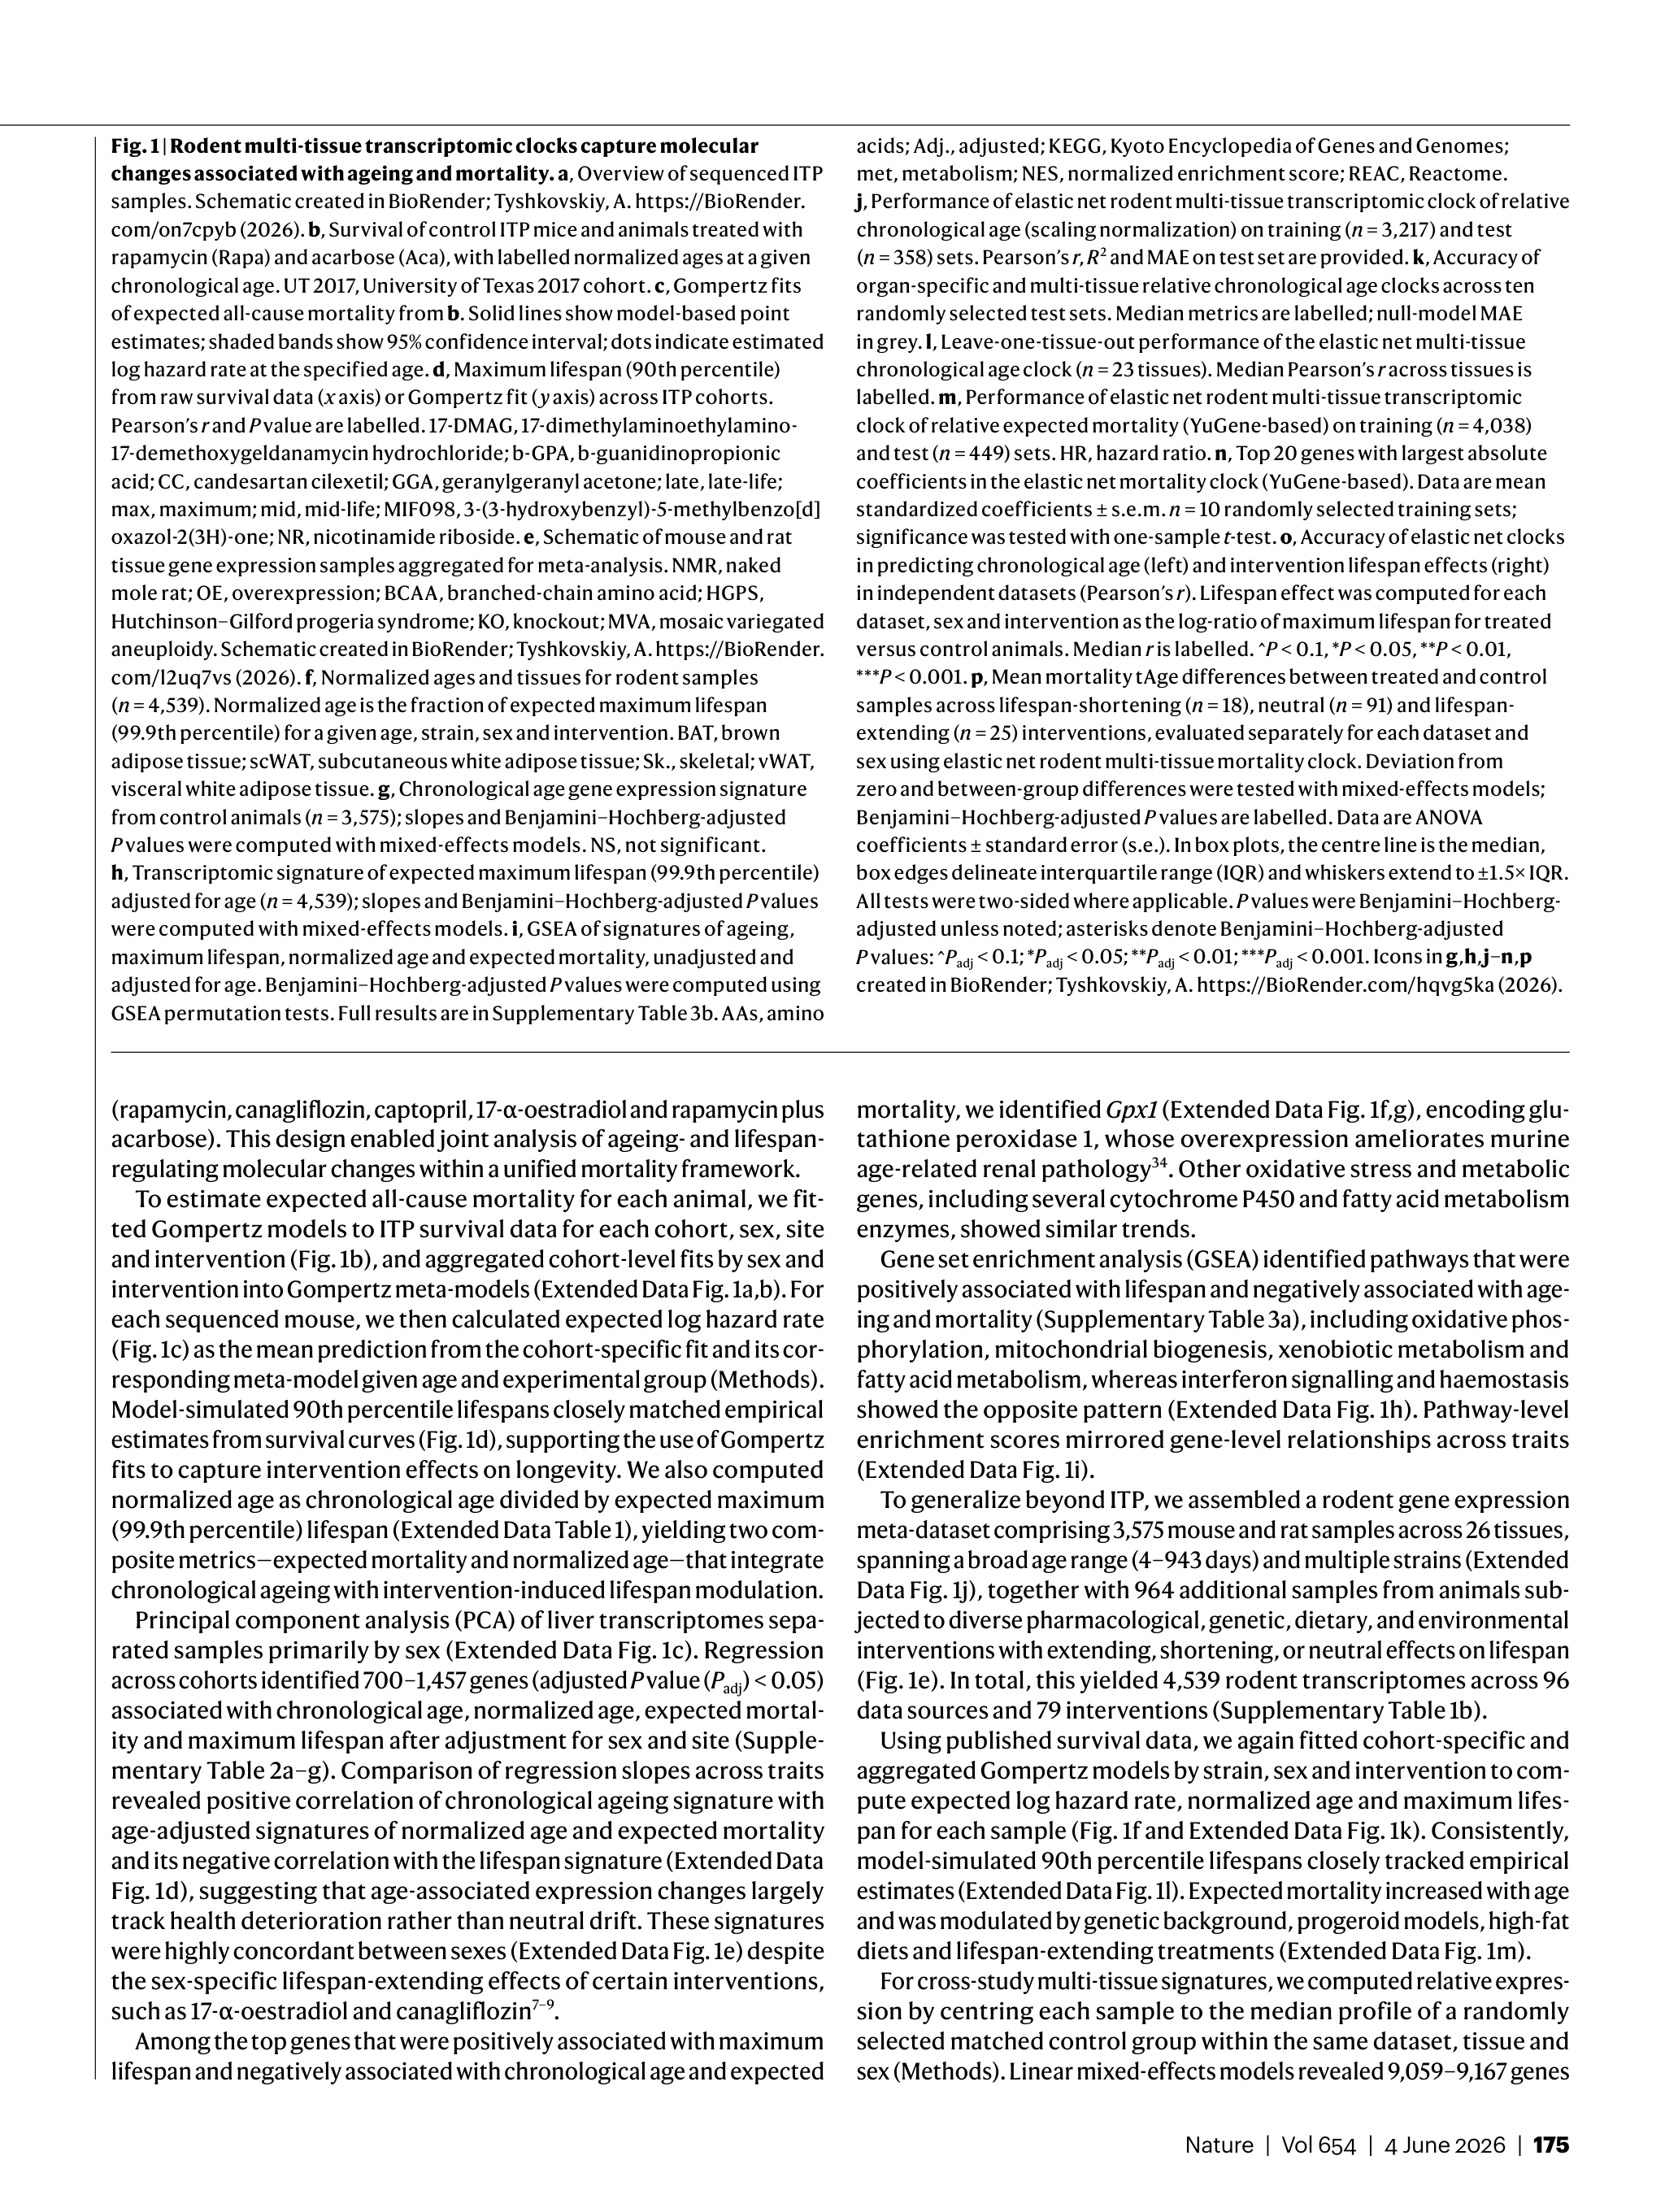 Fig. 1 | Rodent multi-tissue transcriptomic clocks capture molecular
changes associated with ageing and mortality. a, Overview of sequenced ITP
samples. Schematic created in BioRender; Tyshkovskiy, A. https://BioRender.
com/on7cpyb (2026). b, Survival of control ITP mice and animals treated with
rapamycin (Rapa) and acarbose (Aca), with labelled normalized ages at a given
chronological age. UT 2017, University of Texas 2017 cohort. c, Gompertz fits
of expected all-cause mortality from b. Solid lines show model-based point
estimates; shaded bands show 95% confidence interval; dots indicate estimated
log hazard rate at the specified age. d, Maximum lifespan (90th percentile)
from raw survival data (x axis) or Gompertz fit (y axis) across ITP cohorts.
Pearson's r and P value are labelled. 17-DMAG, 17-dimethylaminoethylamino-
17-demethoxygeldanamycin hydrochloride; b-GPA, b-guanidinopropionic
acid; CC, candesartan cilexetil; GGA, geranylgeranyl acetone; late, late-life;
max, maximum; mid, mid-life; MIF098, 3-(3-hydroxybenzyl)-5-methylbenzo[d]
oxazol-2(3H)-one; NR, nicotinamide riboside. e, Schematic of mouse and rat
tissue gene expression samples aggregated for meta-analysis. NMR, naked
mole rat; OE, overexpression; BCAA, branched-chain amino acid; HGPS,
Hutchinson–Gilford progeria syndrome; KO, knockout; MVA, mosaic variegated
aneuploidy. Schematic created in BioRender; Tyshkovskiy, A. https://BioRender.
com/l2uq7vs (2026). f, Normalized ages and tissues for rodent samples
(n = 4,539). Normalized age is the fraction of expected maximum lifespan
(99.9th percentile) for a given age, strain, sex and intervention. BAT, brown
adipose tissue; scWAT, subcutaneous white adipose tissue; Sk., skeletal; vWAT,
visceral white adipose tissue. g, Chronological age gene expression signature
from control animals (n = 3,575); slopes and Benjamini–Hochberg-adjusted
P values were computed with mixed-effects models. NS, not significant.
h, Transcriptomic signature of expected maximum lifespan (99.9th percentile)
adjusted for age (n = 4,539); slopes and Benjamini–Hochberg-adjusted P values
were computed with mixed-effects models. i, GSEA of signatures of ageing,
maximum lifespan, normalized age and expected mortality, unadjusted and
adjusted for age. Benjamini–Hochberg-adjusted P values were computed using
GSEA permutation tests. Full results are in Supplementary Table 3b. AAs, amino
acids; Adj., adjusted; KEGG, Kyoto Encyclopedia of Genes and Genomes;
met, metabolism; NES, normalized enrichment score; REAC, Reactome.
j, Performance of elastic net rodent multi-tissue transcriptomic clock of relative
chronological age (scaling normalization) on training (n = 3,217) and test
(n = 358) sets. Pearson's r, R² and MAE on test set are provided. k, Accuracy of
organ-specific and multi-tissue relative chronological age clocks across ten
randomly selected test sets. Median metrics are labelled; null-model MAE
in grey. l, Leave-one-tissue-out performance of the elastic net multi-tissue
chronological age clock (n = 23 tissues). Median Pearson's r across tissues is
labelled. m, Performance of elastic net rodent multi-tissue transcriptomic
clock of relative expected mortality (YuGene-based) on training (n = 4,038)
and test (n = 449) sets. HR, hazard ratio. n, Top 20 genes with largest absolute
coefficients in the elastic net mortality clock (YuGene-based). Data are mean
standardized coefficients ± s.e.m. n = 10 randomly selected training sets;
significance was tested with one-sample t-test. o, Accuracy of elastic net clocks
in predicting chronological age (left) and intervention lifespan effects (right)
in independent datasets (Pearson's r). Lifespan effect was computed for each
dataset, sex and intervention as the log-ratio of maximum lifespan for treated
versus control animals. Median r is labelled. ^P < 0.1, *P < 0.05, **P < 0.01,
***P < 0.001. p, Mean mortality tAge differences between treated and control
samples across lifespan-shortening (n = 18), neutral (n = 91) and lifespan-
extending (n = 25) interventions, evaluated separately for each dataset and
sex using elastic net rodent multi-tissue mortality clock. Deviation from
zero and between-group differences were tested with mixed-effects models;
Benjamini–Hochberg-adjusted P values are labelled. Data are ANOVA
coefficients ± standard error (s.e.). In box plots, the centre line is the median,
box edges delineate interquartile range (IQR) and whiskers extend to ±1.5× IQR.
All tests were two-sided where applicable. P values were Benjamini–Hochberg-
adjusted unless noted; asterisks denote Benjamini–Hochberg-adjusted
P values: ^Padj < 0.1; *Padj < 0.05; **Padj < 0.01; ***Padj < 0.001. Icons in g,h,j–n,p
created in BioRender; Tyshkovskiy, A. https://BioRender.com/hqvg5ka (2026).
(rapamycin, canagliflozin, captopril, 17-α-oestradiol and rapamycin plus
acarbose). This design enabled joint analysis of ageing- and lifespan-
regulating molecular changes within a unified mortality framework.
To estimate expected all-cause mortality for each animal, we fit-
ted Gompertz models to ITP survival data for each cohort, sex, site
and intervention (Fig. 1b), and aggregated cohort-level fits by sex and
intervention into Gompertz meta-models (Extended Data Fig. 1a,b). For
each sequenced mouse, we then calculated expected log hazard rate
(Fig. 1c) as the mean prediction from the cohort-specific fit and its cor-
responding meta-model given age and experimental group (Methods).
Model-simulated 90th percentile lifespans closely matched empirical
estimates from survival curves (Fig. 1d), supporting the use of Gompertz
fits to capture intervention effects on longevity. We also computed
normalized age as chronological age divided by expected maximum
(99.9th percentile) lifespan (Extended Data Table 1), yielding two com-
posite metrics—expected mortality and normalized age—that integrate
chronological ageing with intervention-induced lifespan modulation.
Principal component analysis (PCA) of liver transcriptomes sepa-
rated samples primarily by sex (Extended Data Fig. 1c). Regression
across cohorts identified 700–1,457 genes (adjusted P value (Padj) < 0.05)
associated with chronological age, normalized age, expected mortal-
ity and maximum lifespan after adjustment for sex and site (Supple-
mentary Table 2a–g). Comparison of regression slopes across traits
revealed positive correlation of chronological ageing signature with
age-adjusted signatures of normalized age and expected mortality
and its negative correlation with the lifespan signature (Extended Data
Fig. 1d), suggesting that age-associated expression changes largely
track health deterioration rather than neutral drift. These signatures
were highly concordant between sexes (Extended Data Fig. 1e) despite
the sex-specific lifespan-extending effects of certain interventions,
such as 17-α-oestradiol and canagliflozin⁷⁻⁹.
Among the top genes that were positively associated with maximum
lifespan and negatively associated with chronological age and expected
mortality, we identified Gpx1 (Extended Data Fig. 1f,g), encoding glu-
tathione peroxidase 1, whose overexpression ameliorates murine
age-related renal pathology³⁴. Other oxidative stress and metabolic
genes, including several cytochrome P450 and fatty acid metabolism
enzymes, showed similar trends.
Gene set enrichment analysis (GSEA) identified pathways that were
positively associated with lifespan and negatively associated with age-
ing and mortality (Supplementary Table 3a), including oxidative phos-
phorylation, mitochondrial biogenesis, xenobiotic metabolism and
fatty acid metabolism, whereas interferon signalling and haemostasis
showed the opposite pattern (Extended Data Fig. 1h). Pathway-level
enrichment scores mirrored gene-level relationships across traits
(Extended Data Fig. 1i).
To generalize beyond ITP, we assembled a rodent gene expression
meta-dataset comprising 3,575 mouse and rat samples across 26 tissues,
spanning a broad age range (4–943 days) and multiple strains (Extended
Data Fig. 1j), together with 964 additional samples from animals sub-
jected to diverse pharmacological, genetic, dietary, and environmental
interventions with extending, shortening, or neutral effects on lifespan
(Fig. 1e). In total, this yielded 4,539 rodent transcriptomes across 96
data sources and 79 interventions (Supplementary Table 1b).
Using published survival data, we again fitted cohort-specific and
aggregated Gompertz models by strain, sex and intervention to com-
pute expected log hazard rate, normalized age and maximum lifes-
pan for each sample (Fig. 1f and Extended Data Fig. 1k). Consistently,
model-simulated 90th percentile lifespans closely tracked empirical
estimates (Extended Data Fig. 1l). Expected mortality increased with age
and was modulated by genetic background, progeroid models, high-fat
diets and lifespan-extending treatments (Extended Data Fig. 1m).
For cross-study multi-tissue signatures, we computed relative expres-
sion by centring each sample to the median profile of a randomly
selected matched control group within the same dataset, tissue and
sex (Methods). Linear mixed-effects models revealed 9,059–9,167 genes
Nature | Vol 654 | 4 June 2026 | 175